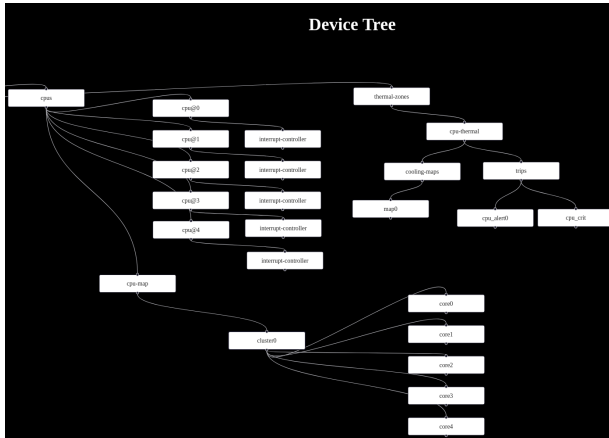 Device Tree
cpus
thermal-zones
cpu@0
cpu-thermal
cpu@1
interrupt-controller
cpu@2
interrupt-controller
cooling-maps
trips
cpu@3
interrupt-controller
map0
cpu_alert0
cpu_crit
cpu@4
interrupt-controller
interrupt-controller
cpu-map
core0
cluster0
core1
core2
core3
core4